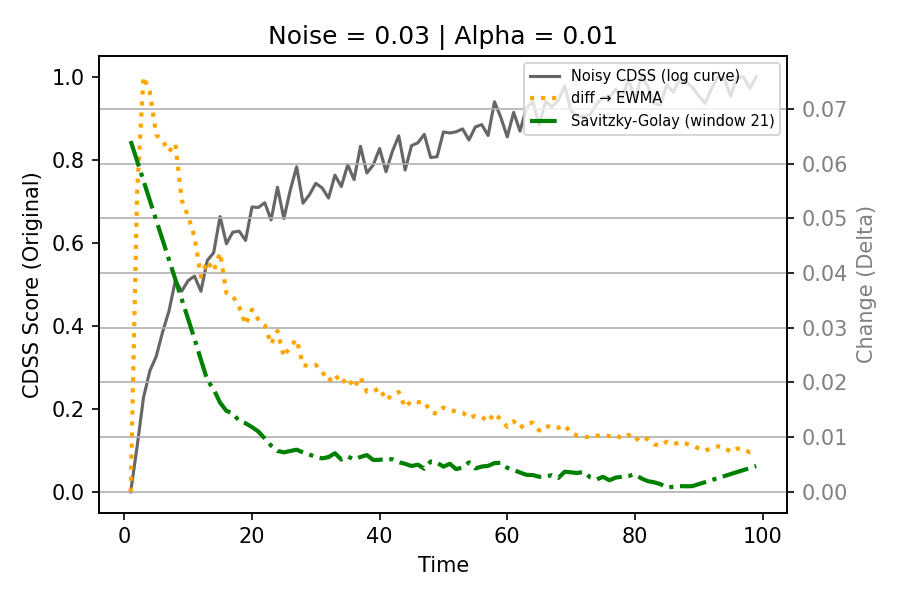 Noise = 0.03 | Alpha = 0.01
Noisy CDSS (log curve)
diff → EWMA
Savitzky-Golay (window 21)
CDSS Score (Original)
1.0
0.8
0.6
0.4
0.2
0.0
0.07
0.06
0.05
0.04
0.03
0.02
0.01
0.00
Change (Delta)
0
20
40
60
80
100
Time